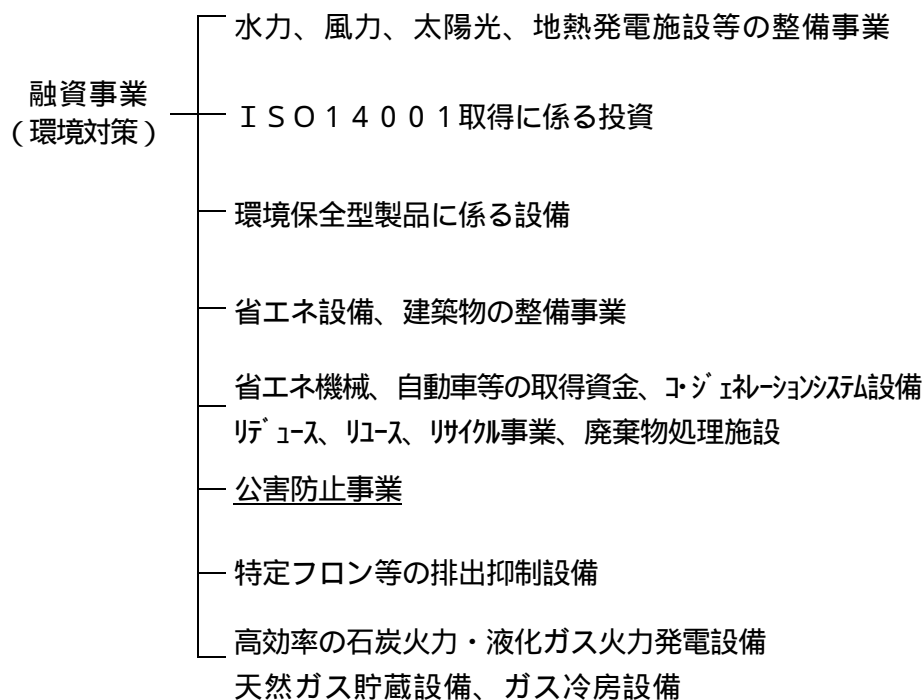 水力、風力、太陽光、地熱発電施設等の整備事業
融資事業
(環境対策)
ＩＳＯ１４００１取得に係る投資
環境保全型製品に係る設備
省エネ設備、建築物の整備事業
省エネ機械、自動車等の取得資金、ｺ･ｼﾞｪﾈﾚｰｼｮﾝｼｽﾃﾑ設備
ﾘﾃﾞｭｰｽ、ﾘﾕｰｽ、ﾘｻｲｸﾙ事業、廃棄物処理施設
公害防止事業
特定フロン等の排出抑制設備
高効率の石炭火力・液化ガス火力発電設備
天然ガス貯蔵設備、ガス冷房設備